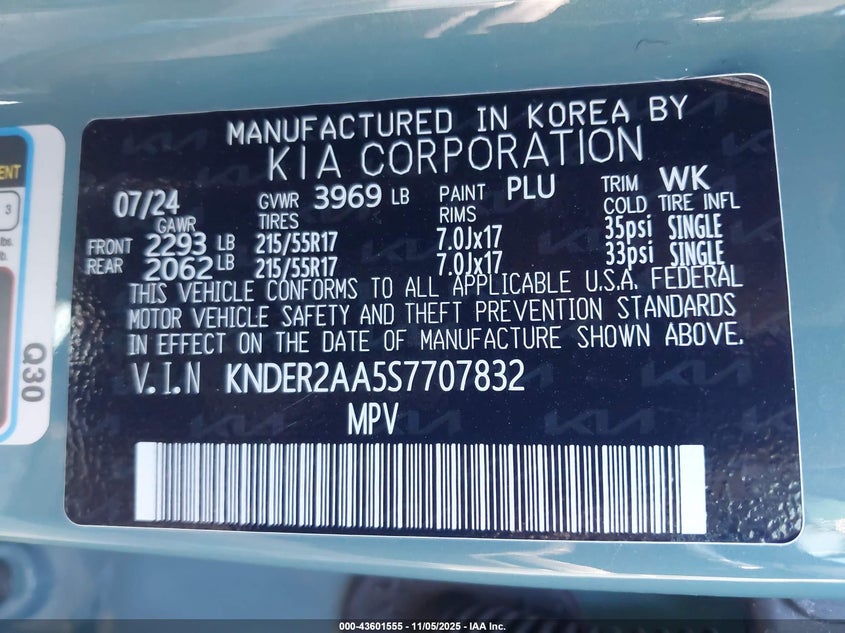 MANUFACTURED IN KOREA BY
KIA CORPORATION
07/24 GVWR 3969 LB PAINT PLU TRIM WK
GAWR TIRES RIMS COLD TIRE INFL
FRONT 2293 LB 215/55R17 7.0Jx17 35psi SINGLE
REAR 2062 LB 215/55R17 7.0Jx17 33psi SINGLE
THIS VEHICLE CONFORMS TO ALL APPLICABLE U.S.A. FEDERAL
MOTOR VEHICLE SAFETY AND THEFT PREVENTION STANDARDS
IN EFFECT ON THE DATE OF MANUFACTURE SHOWN ABOVE.
V.I.N KNDER2AA5S7707832
MPV
3
Q30
000-43601555 - 11/05/2025 - IAA Inc.